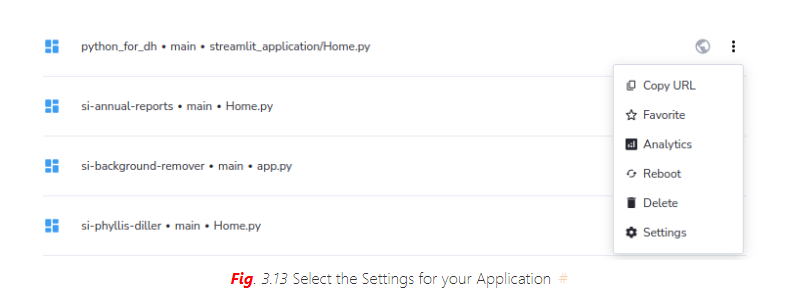 python_for_dh • main • streamlit_application/Home.py
Copy URL
Favorite
si-annual-reports • main • Home.py
Analytics
si-background-remover • main • app.py
Reboot
Delete
si-phyllis-diller • main • Home.py
Settings
Fig. 3.13 Select the Settings for your Application #